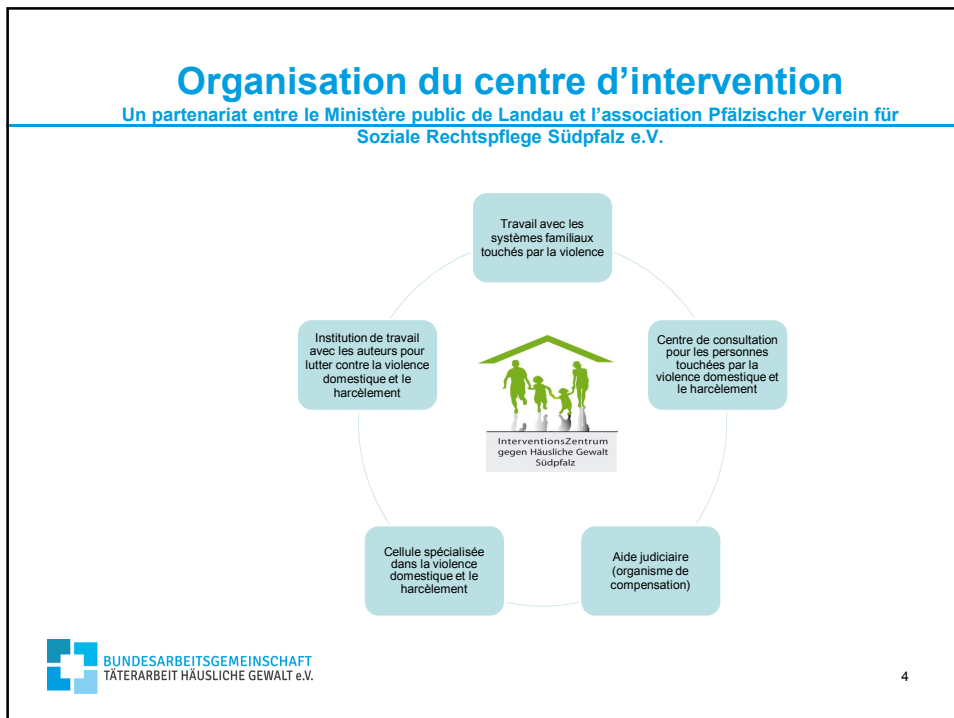 Organisation du centre d’intervention
Un partenariat entre le Ministère public de Landau et l’association Pfälzischer Verein für
Soziale Rechtspflege Südpfalz e.V.
Travail avec les
systèmes familiaux
touchés par la violence
Institution de travail
avec les auteurs pour
lutter contre la violence
domestique et le
harcèlement
Centre de consultation
pour les personnes
touchées par la
violence domestique et
le harcèlement
InterventionsZentrum
gegen Häusliche Gewalt
Südpfalz
Cellule spécialisée
dans la violence
domestique et le
harcèlement
Aide judiciaire
(organisme de
compensation)
BUNDESARBEITSGEMEINSCHAFT
TÄTERARBEIT HÄUSLICHE GEWALT e.V.
4